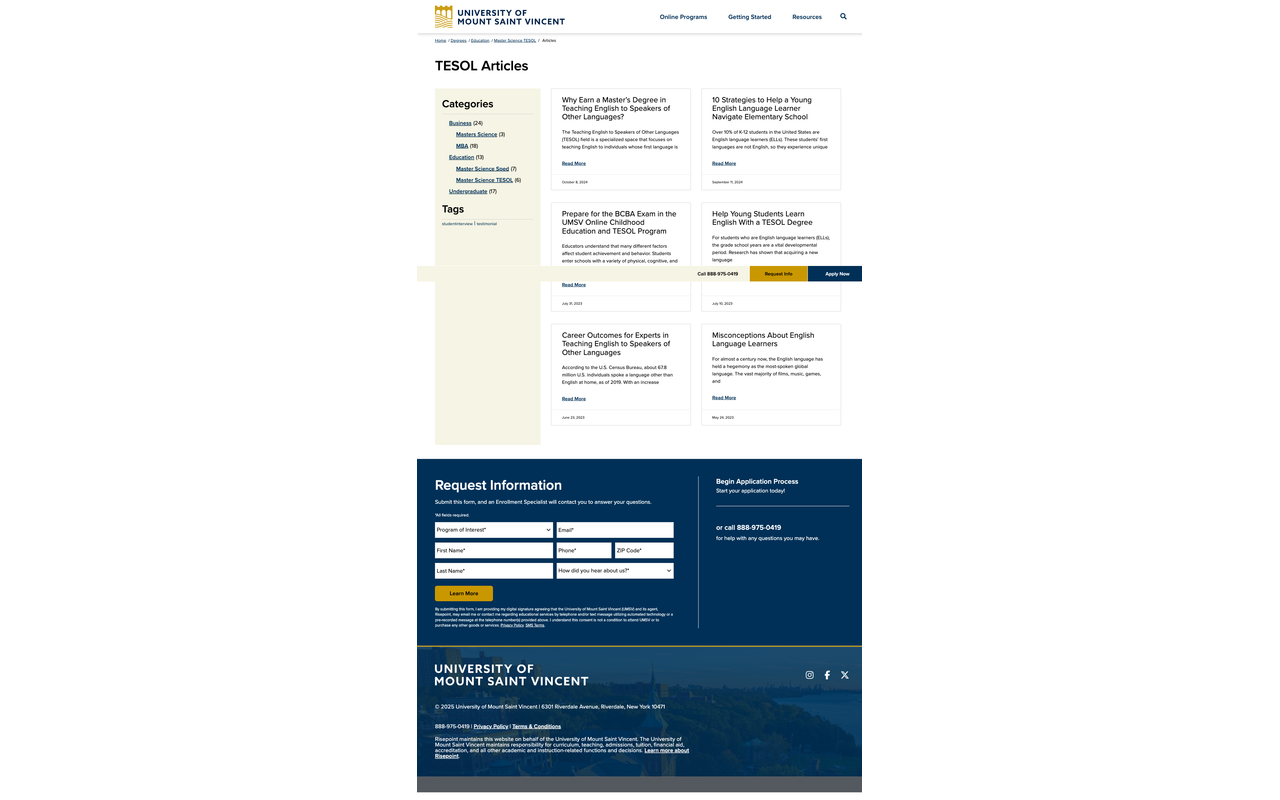 UNIVERSITY OF
MOUNT SAINT VINCENT
Online Programs
Getting Started
Resources
Home / Degrees / Education / Master Science TESOL / Articles
TESOL Articles
Categories
Business (24)
Masters Science (3)
MBA (18)
Education (13)
Master Science Sped (7)
Master Science TESOL (6)
Undergraduate (17)
Tags
studentinterview | testimonial
Why Earn a Master's Degree in
Teaching English to Speakers of
Other Languages?
The Teaching English to Speakers of Other Languages
(TESOL) field is a specialized space that focuses on
teaching English to individuals whose first language is
Read More
October 8, 2024
10 Strategies to Help a Young
English Language Learner
Navigate Elementary School
Over 10% of K-12 students in the United States are
English language learners (ELLs). These students' first
languages are not English, so they experience unique
Read More
September 11, 2024
Prepare for the BCBA Exam in the
UMSV Online Childhood
Education and TESOL Program
Educators understand that many different factors
affect student achievement and behavior. Students
enter schools with a variety of physical, cognitive, and
Read More
July 31, 2023
Help Young Students Learn
English With a TESOL Degree
For students who are English language learners (ELLs),
the grade school years are a vital developmental
period. Research has shown that acquiring a new
language
July 10, 2023
Call 888-975-0419
Request Info
Apply Now
Career Outcomes for Experts in
Teaching English to Speakers of
Other Languages
According to the U.S. Census Bureau, about 67.8
million U.S. individuals spoke a language other than
English at home, as of 2019. With an increase
Read More
June 23, 2023
Misconceptions About English
Language Learners
For almost a century now, the English language has
held a hegemony as the most-spoken global
language. The vast majority of films, music, games,
and
Read More
May 24, 2023
Request Information
Submit this form, and an Enrollment Specialist will contact you to answer your questions.
*All fields required.
Program of Interest*
Email*
First Name*
Phone*
ZIP Code*
Last Name*
How did you hear about us?*
Learn More
By submitting this form, I am providing my digital signature agreeing that the University of Mount Saint Vincent (UMSV) and its agent,
Risepoint, may email me or contact me regarding educational services by telephone and/or text message utilizing automated technology or a
pre-recorded message at the telephone number(s) provided above. I understand this consent is not a condition to attend UMSV or to
purchase any other goods or services. Privacy Policy. SMS Terms.
Begin Application Process
Start your application today!
or call 888-975-0419
for help with any questions you may have.
UNIVERSITY OF
MOUNT SAINT VINCENT
© 2025 University of Mount Saint Vincent | 6301 Riverdale Avenue, Riverdale, New York 10471
888-975-0419 | Privacy Policy | Terms & Conditions
Risepoint maintains this website on behalf of the University of Mount Saint Vincent. The University of
Mount Saint Vincent maintains responsibility for curriculum, teaching, admissions, tuition, financial aid,
accreditation, and all other academic and instruction-related functions and decisions. Learn more about
Risepoint.